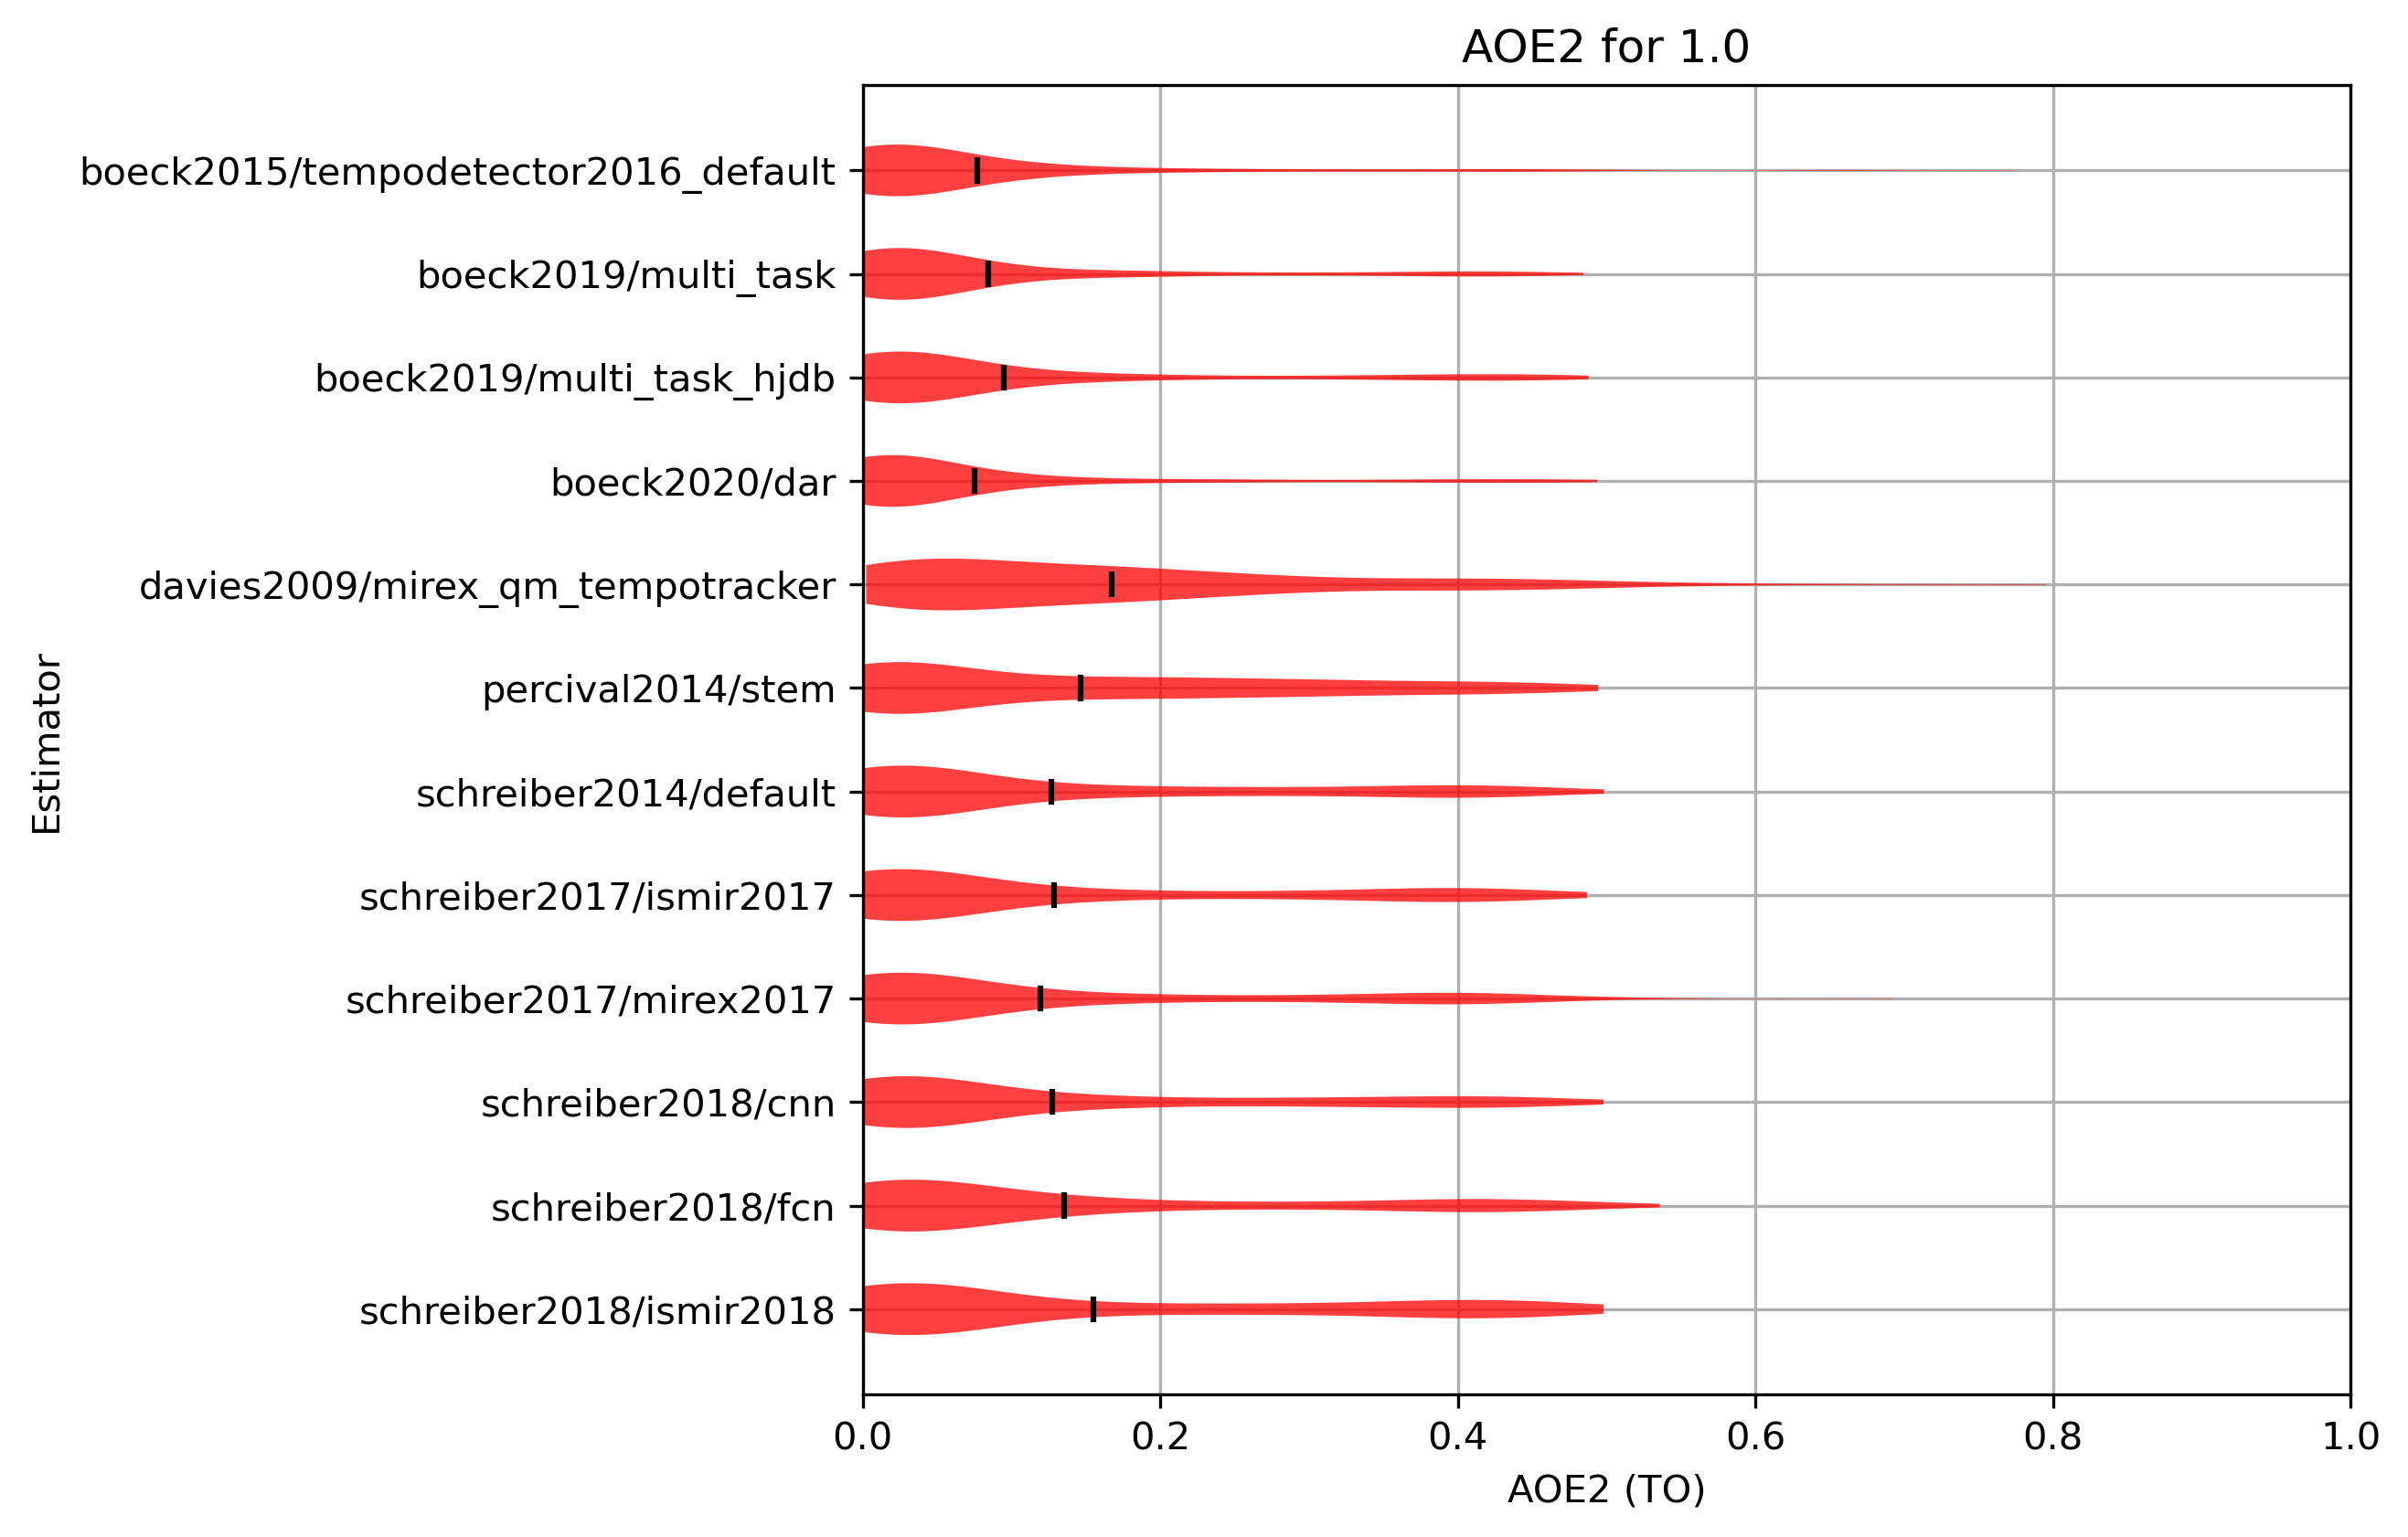 AOE2 for 1.0
boeck2015/tempodetector2016_default
boeck2019/multi_task
boeck2019/multi_task_hjdb
boeck2020/dar
davies2009/mirex_qm_tempotracker
percival2014/stem
schreiber2014/default
schreiber2017/ismir2017
schreiber2017/mirex2017
schreiber2018/cnn
schreiber2018/fcn
schreiber2018/ismir2018
Estimator
0.0 0.2 0.4 0.6 0.8 1.0
AOE2 (TO)